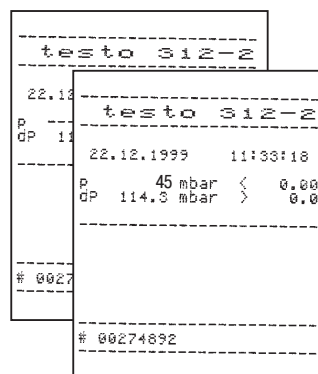 testo 312-2
22.12
p
dP 11
# 0027
testo 312-2
22.12.1999 11:33:18
p 45 mbar < 0.00
dP 114.3 mbar > 0.0
# 00274892